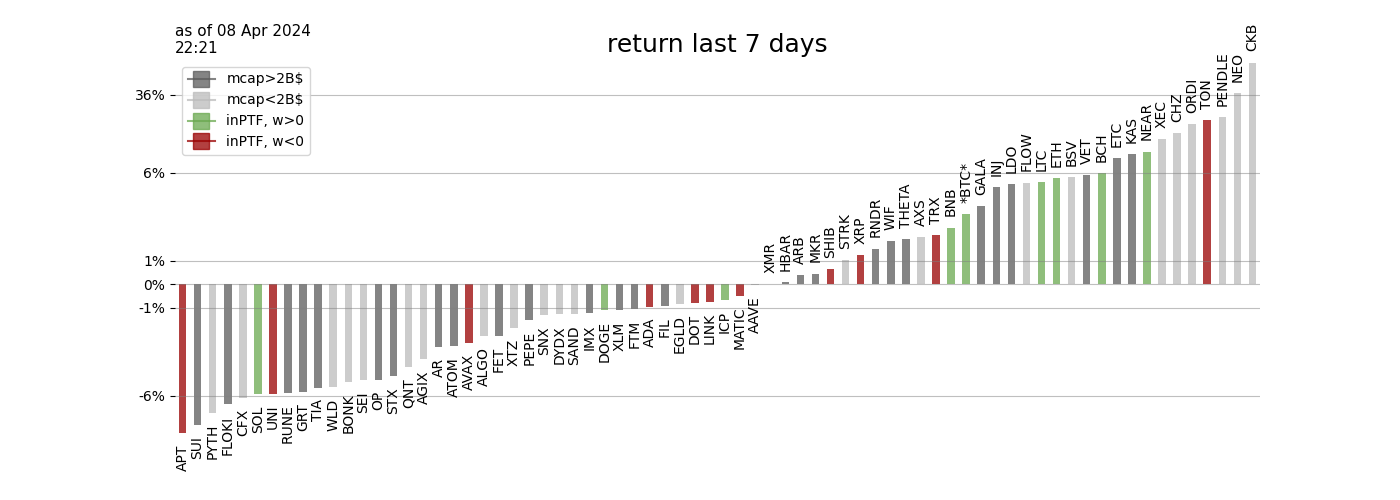 as of 08 Apr 2024
22:21
return last 7 days
mcap>2B$
mcap<2B$
inPTF, w>0
inPTF, w<0
36%
6%
1%
0%
-1%
-6%
APT
SUI
PYTH
FLOKI
CFX
SOL
UNI
RUNE
GRT
TIA
WLD
BONK
SEI
OP
STX
QNT
AGIX
AR
ATOM
AVAX
ALGO
FET
XTZ
PEPE
SNX
DYDX
SAND
IMX
DOGE
XLM
FTM
ADA
FIL
EGLD
DOT
LINK
ICP
MATIC
AAVE
XMR
HBAR
ARB
MKR
SHIB
STRK
XRP
RNDR
WIF
THETA
AXS
TRX
BNB
*BTC*
GALA
INJ
LDO
FLOW
LTC
ETH
BSV
VET
BCH
ETC
KAS
NEAR
XEC
CHZ
ORDI
TON
PENDLE
NEO
CKB